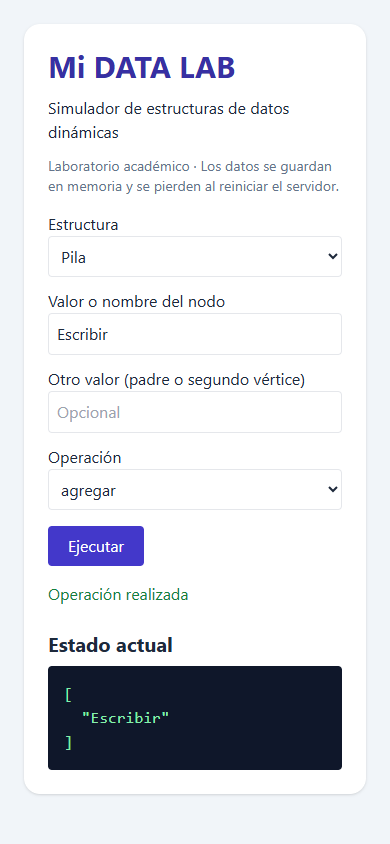 Mi DATA LAB
Simulador de estructuras de datos
dinámicas
Laboratorio académico · Los datos se guardan
en memoria y se pierden al reiniciar el servidor.
Estructura
Pila
Valor o nombre del nodo
Escribir
Otro valor (padre o segundo vértice)
Opcional
Operación
agregar
Ejecutar
Operación realizada
Estado actual
[
  "Escribir"
]